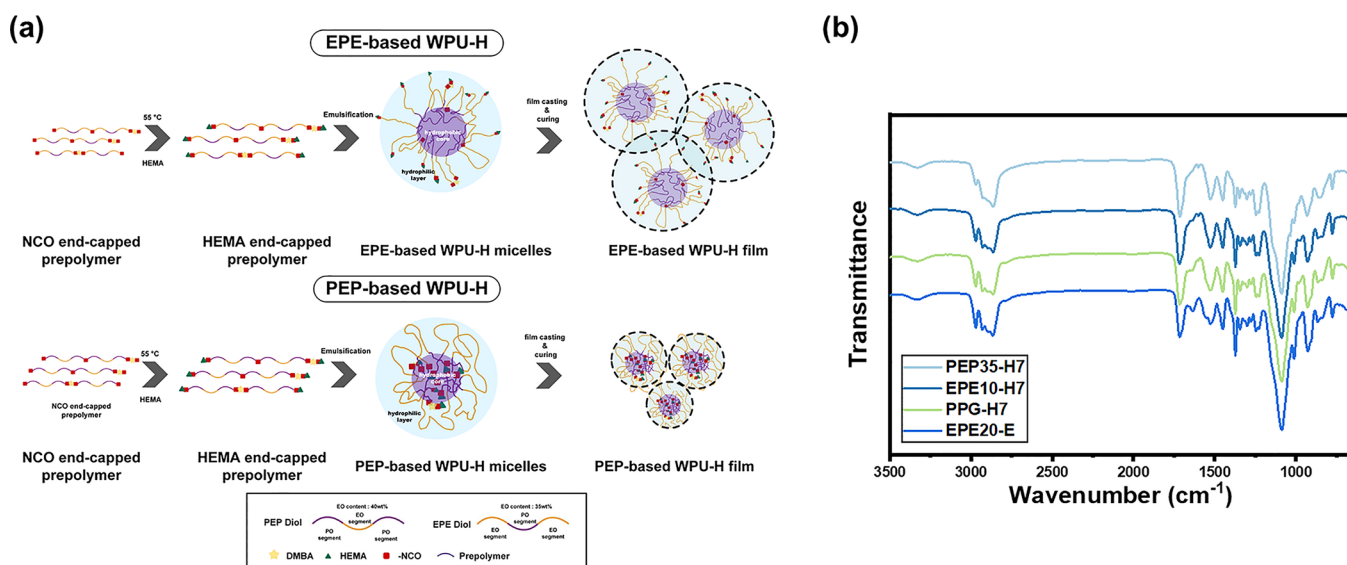 (a)
EPE-based WPU-H
55 °C
HEMA
Emulsification
hydrophilic
layer
film casting
&
curing
NCO end-capped
prepolymer
HEMA end-capped
prepolymer
EPE-based WPU-H micelles
EPE-based WPU-H film
PEP-based WPU-H
55 °C
HEMA
Emulsification
hydrophilic
layer
film casting
&
curing
NCO end-capped
prepolymer
NCO end-capped
prepolymer
HEMA end-capped
prepolymer
PEP-based WPU-H micelles
PEP-based WPU-H film
PEP Diol
EO content : 40wt%
EO
segment
PO
segment
PO
segment
EPE Diol
EO content : 35wt%
PO
segment
EO
segment
EO
segment
DMBA
HEMA
-NCO
Prepolymer
(b)
Transmittance
PEP35-H7
EPE10-H7
PPG-H7
EPE20-E
3500 3000 2500 2000 1500 1000
Wavenumber (cm⁻¹)